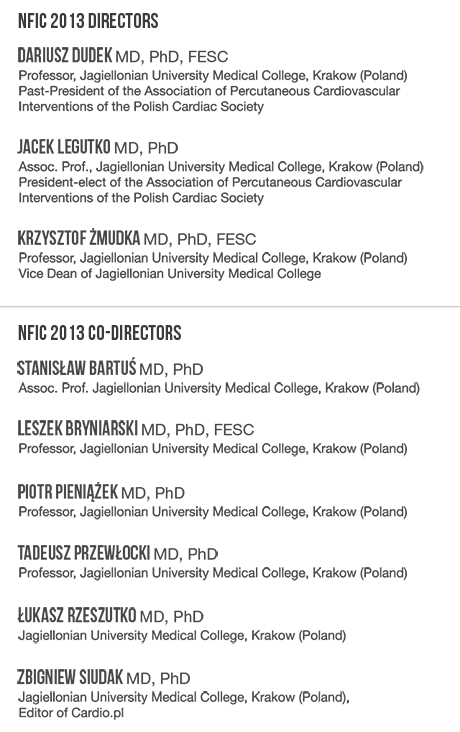 NFIC 2013 DIRECTORS
DARIUSZ DUDEK MD, PhD, FESC
Professor, Jagiellonian University Medical College, Krakow (Poland)
Past-President of the Association of Percutaneous Cardiovascular
Interventions of the Polish Cardiac Society
JACEK LEGUTKO MD, PhD
Assoc. Prof., Jagiellonian University Medical College, Krakow (Poland)
President-elect of the Association of Percutaneous Cardiovascular
Interventions of the Polish Cardiac Society
KRZYSZTOF ŻMUDKA MD, PhD, FESC
Professor, Jagiellonian University Medical College, Krakow (Poland)
Vice Dean of Jagiellonian University Medical College
NFIC 2013 CO-DIRECTORS
STANISŁAW BARTUŚ MD, PhD
Assoc. Prof. Jagiellonian University Medical College, Krakow (Poland)
LESZEK BRYNIARSKI MD, PhD, FESC
Professor, Jagiellonian University Medical College, Krakow (Poland)
PIOTR PIENIĄŻEK MD, PhD
Professor, Jagiellonian University Medical College, Krakow (Poland)
TADEUSZ PRZEWŁOCKI MD, PhD
Professor, Jagiellonian University Medical College, Krakow (Poland)
ŁUKASZ RZESZUTKO MD, PhD
Jagiellonian University Medical College, Krakow (Poland)
ZBIGNIEW SIUDAK MD, PhD
Jagiellonian University Medical College, Krakow (Poland),
Editor of Cardio.pl